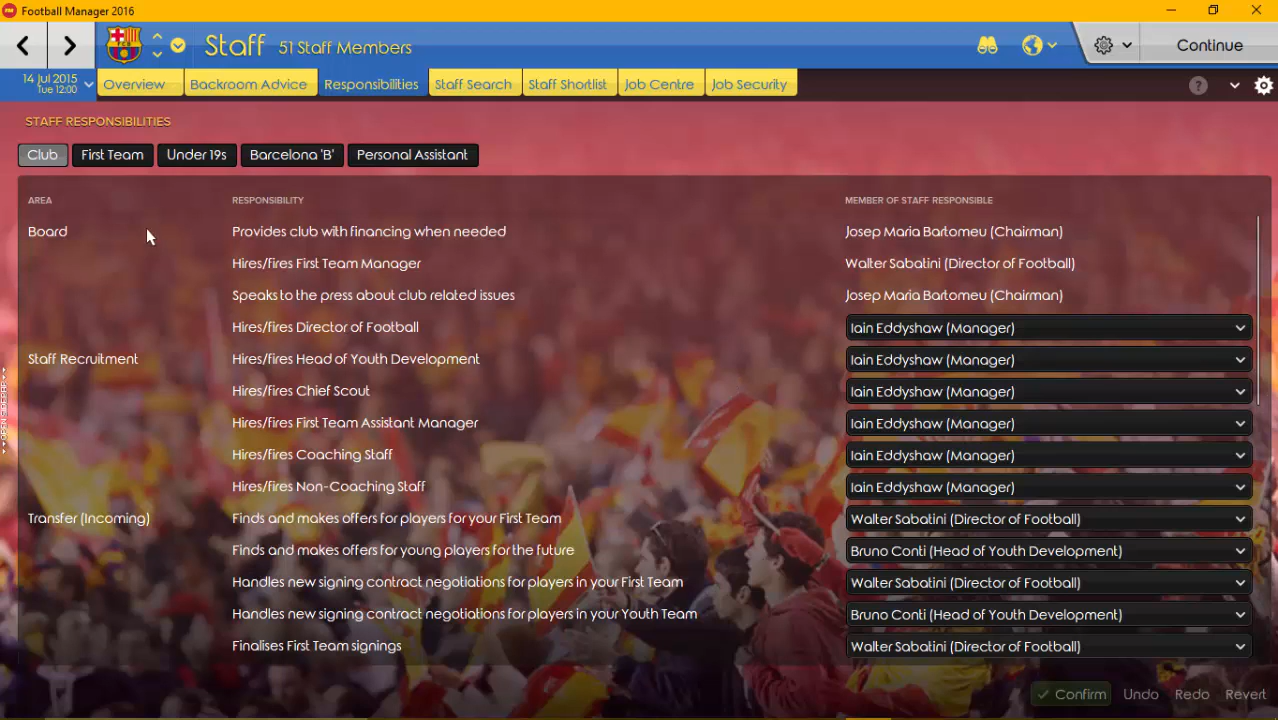 Football Manager 2016
Staff 51 Staff Members
Continue
14 Jul 2015
Tue 12:00
Overview Backroom Advice Responsibilities Staff Search Staff Shortlist Job Centre Job Security
STAFF RESPONSIBILITIES
Club First Team Under 19s Barcelona 'B' Personal Assistant
AREA RESPONSIBILITY MEMBER OF STAFF RESPONSIBLE
Board Provides club with financing when needed Josep Maria Bartomeu (Chairman)
Hires/fires First Team Manager Walter Sabatini (Director of Football)
Speaks to the press about club related issues Josep Maria Bartomeu (Chairman)
Hires/fires Director of Football Iain Eddyshaw (Manager)
Staff Recruitment Hires/fires Head of Youth Development Iain Eddyshaw (Manager)
Hires/fires Chief Scout Iain Eddyshaw (Manager)
Hires/fires First Team Assistant Manager Iain Eddyshaw (Manager)
Hires/fires Coaching Staff Iain Eddyshaw (Manager)
Hires/fires Non-Coaching Staff Iain Eddyshaw (Manager)
Transfer (Incoming) Finds and makes offers for players for your First Team Walter Sabatini (Director of Football)
Finds and makes offers for young players for the future Bruno Conti (Head of Youth Development)
Handles new signing contract negotiations for players in your First Team Walter Sabatini (Director of Football)
Handles new signing contract negotiations for players in your Youth Team Bruno Conti (Head of Youth Development)
Finalises First Team signings Walter Sabatini (Director of Football)
Confirm Undo Redo Revert